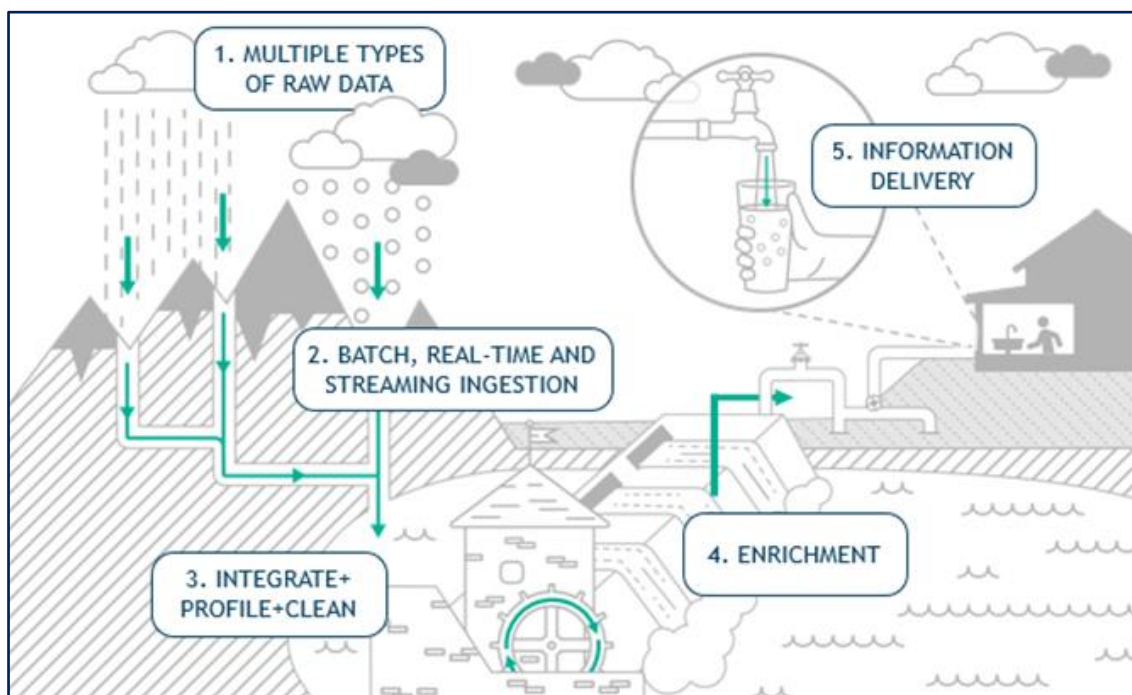 1. MULTIPLE TYPES
OF RAW DATA
2. BATCH, REAL-TIME AND
STREAMING INGESTION
3. INTEGRATE+
PROFILE+CLEAN
4. ENRICHMENT
5. INFORMATION
DELIVERY